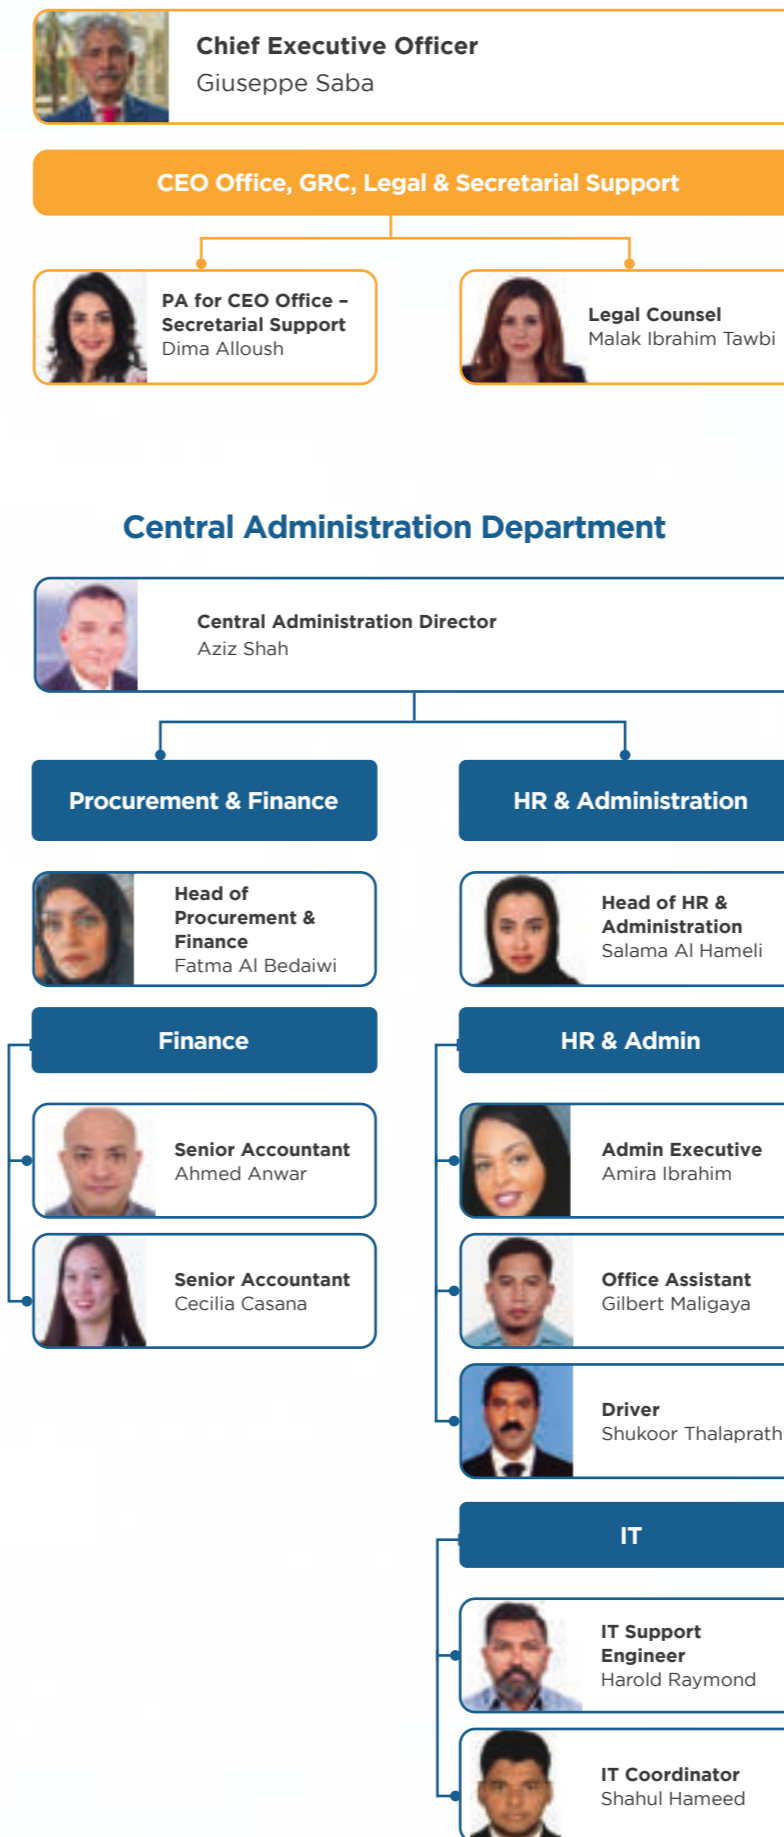 Chief Executive Officer
Giuseppe Saba
CEO Office, GRC, Legal & Secretarial Support
PA for CEO Office –
Secretarial Support
Dima Alloush
Legal Counsel
Malak Ibrahim Tawbi
Central Administration Department
Central Administration Director
Aziz Shah
Procurement & Finance
Head of
Procurement &
Finance
Fatma Al Bedaiwi
Finance
Senior Accountant
Ahmed Anwar
Senior Accountant
Cecilia Casana
HR & Administration
Head of HR &
Administration
Salama Al Hameli
HR & Admin
Admin Executive
Amira Ibrahim
Office Assistant
Gilbert Maligaya
Driver
Shukoor Thalaprath
IT
IT Support
Engineer
Harold Raymond
IT Coordinator
Shahul Hameed